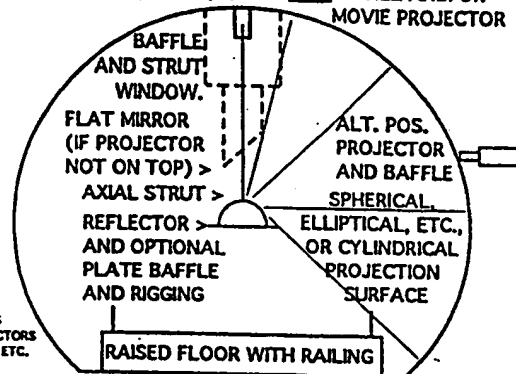 MOVIE PROJECTOR
BAFFLE
AND STRUT
WINDOW.
FLAT MIRROR
(IF PROJECTOR
NOT ON TOP) >
AXIAL STRUT >
REFLECTOR >
AND OPTIONAL
PLATE BAFFLE
AND RIGGING
ALT. POS.
PROJECTOR
AND BAFFLE
SPHERICAL,
ELLIPTICAL, ETC.,
OR CYLINDRICAL
PROJECTION
SURFACE
ETC.
RAISED FLOOR WITH RAILING